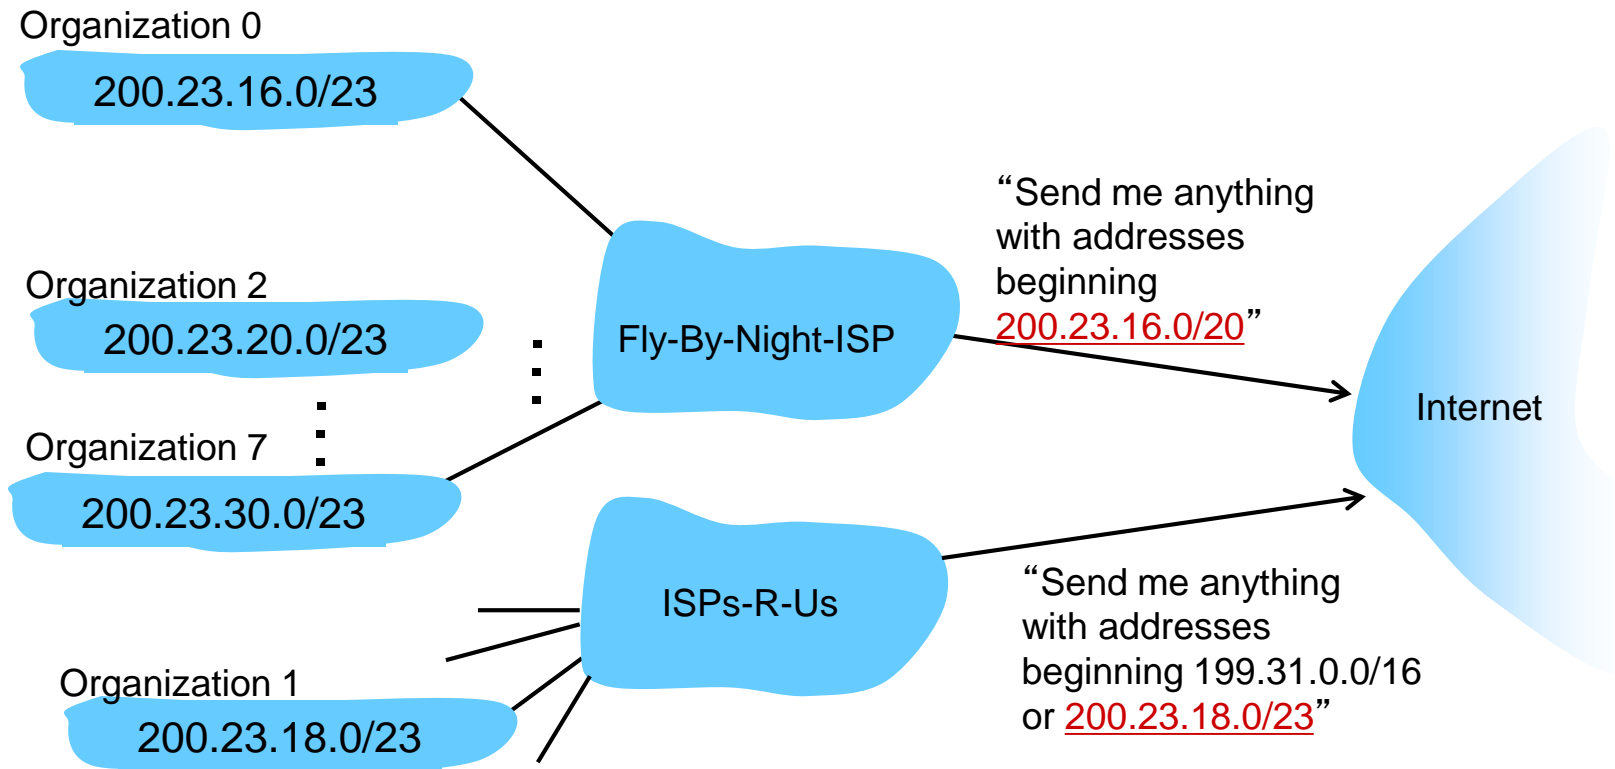 Organization 0
200.23.16.0/23
Organization 2
200.23.20.0/23
Organization 7
200.23.30.0/23
Organization 1
200.23.18.0/23
Fly-By-Night-ISP
ISPs-R-Us
“Send me anything
with addresses
beginning
200.23.16.0/20”
“Send me anything
with addresses
beginning 199.31.0.0/16
or 200.23.18.0/23”
Internet